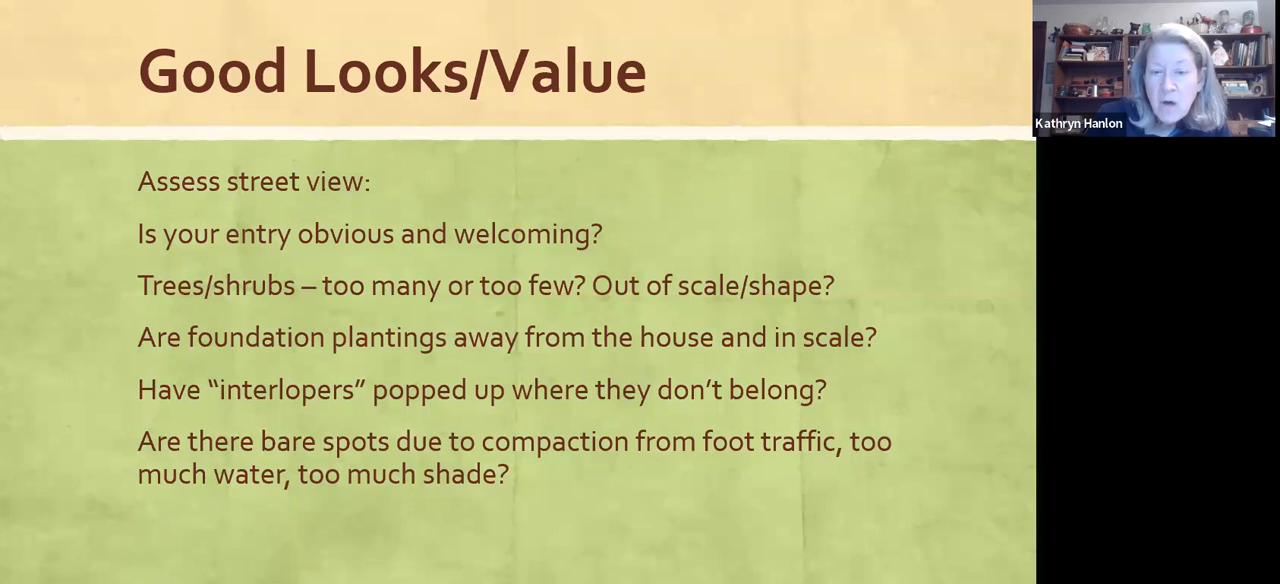 Good Looks/Value
Kathryn Hanlon
Assess street view:
Is your entry obvious and welcoming?
Trees/shrubs – too many or too few? Out of scale/shape?
Are foundation plantings away from the house and in scale?
Have “interlopers” popped up where they don’t belong?
Are there bare spots due to compaction from foot traffic, too
much water, too much shade?